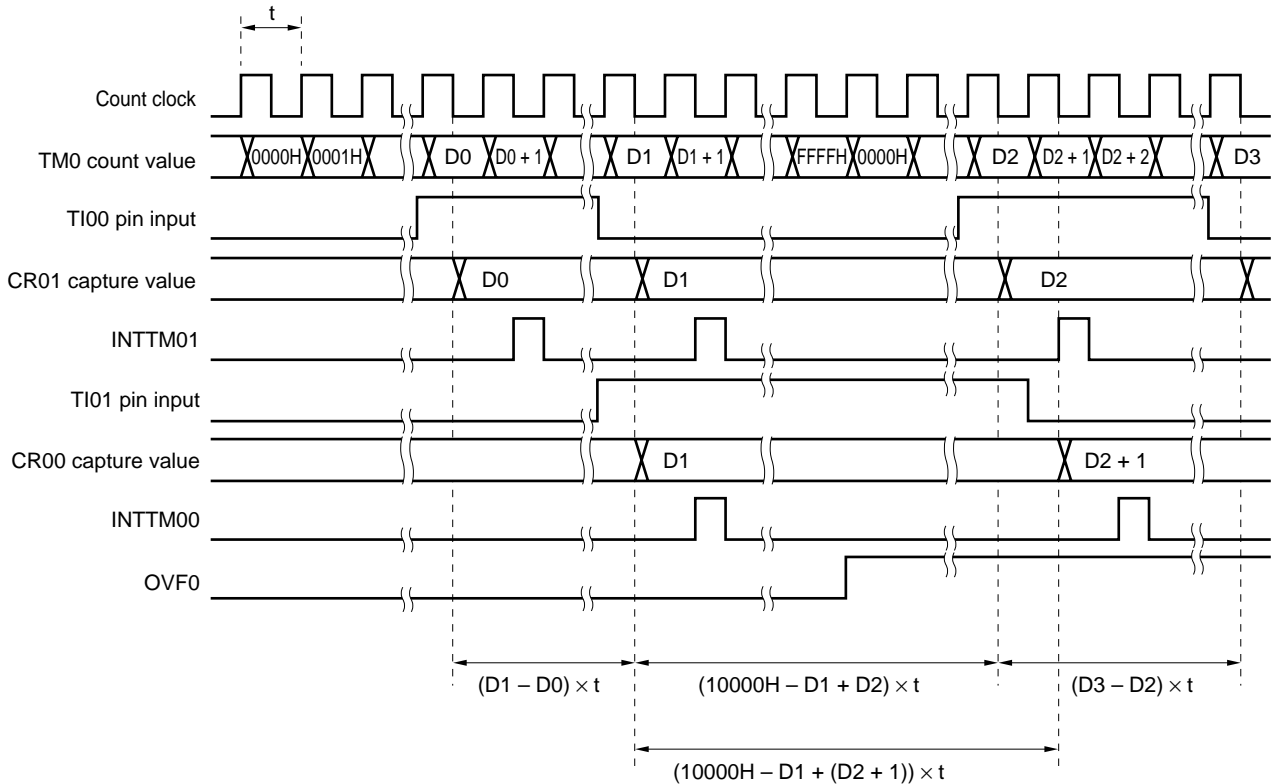 t
Count clock
TM0 count value 0000H 0001H D0 D0 + 1 D1 D1 + 1 FFFFH 0000H D2 D2 + 1 D2 + 2 D3
TI00 pin input
CR01 capture value D0 D1 D2
INTTM01
TI01 pin input
CR00 capture value D1 D2 + 1
INTTM00
OVF0
(D1 – D0) × t (10000H – D1 + D2) × t (D3 – D2) × t
(10000H – D1 + (D2 + 1)) × t